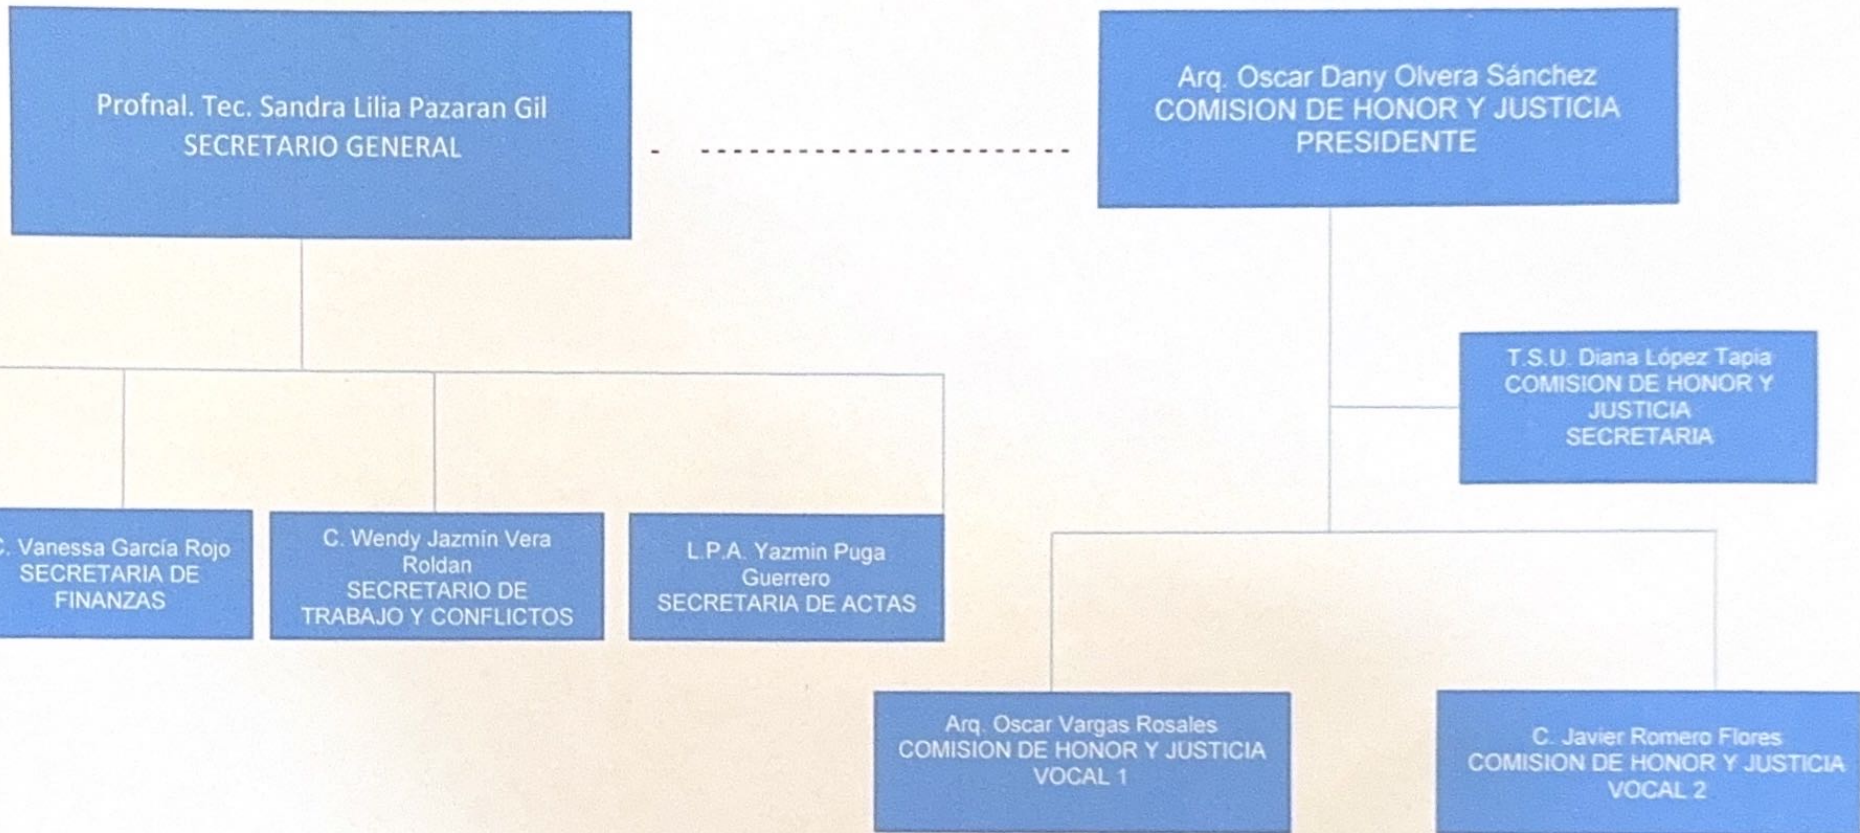 Profnal. Tec. Sandra Lilia Pazaran Gil
SECRETARIO GENERAL
Arq. Oscar Dany Olvera Sánchez
COMISION DE HONOR Y JUSTICIA
PRESIDENTE
T.S.U. Diana López Tapia
COMISION DE HONOR Y
JUSTICIA
SECRETARIA
C. Vanessa García Rojo
SECRETARIA DE
FINANZAS
C. Wendy Jazmín Vera
Roldan
SECRETARIO DE
TRABAJO Y CONFLICTOS
L.P.A. Yazmin Puga
Guerrero
SECRETARIA DE ACTAS
Arq. Oscar Vargas Rosales
COMISION DE HONOR Y JUSTICIA
VOCAL 1
C. Javier Romero Flores
COMISION DE HONOR Y JUSTICIA
VOCAL 2